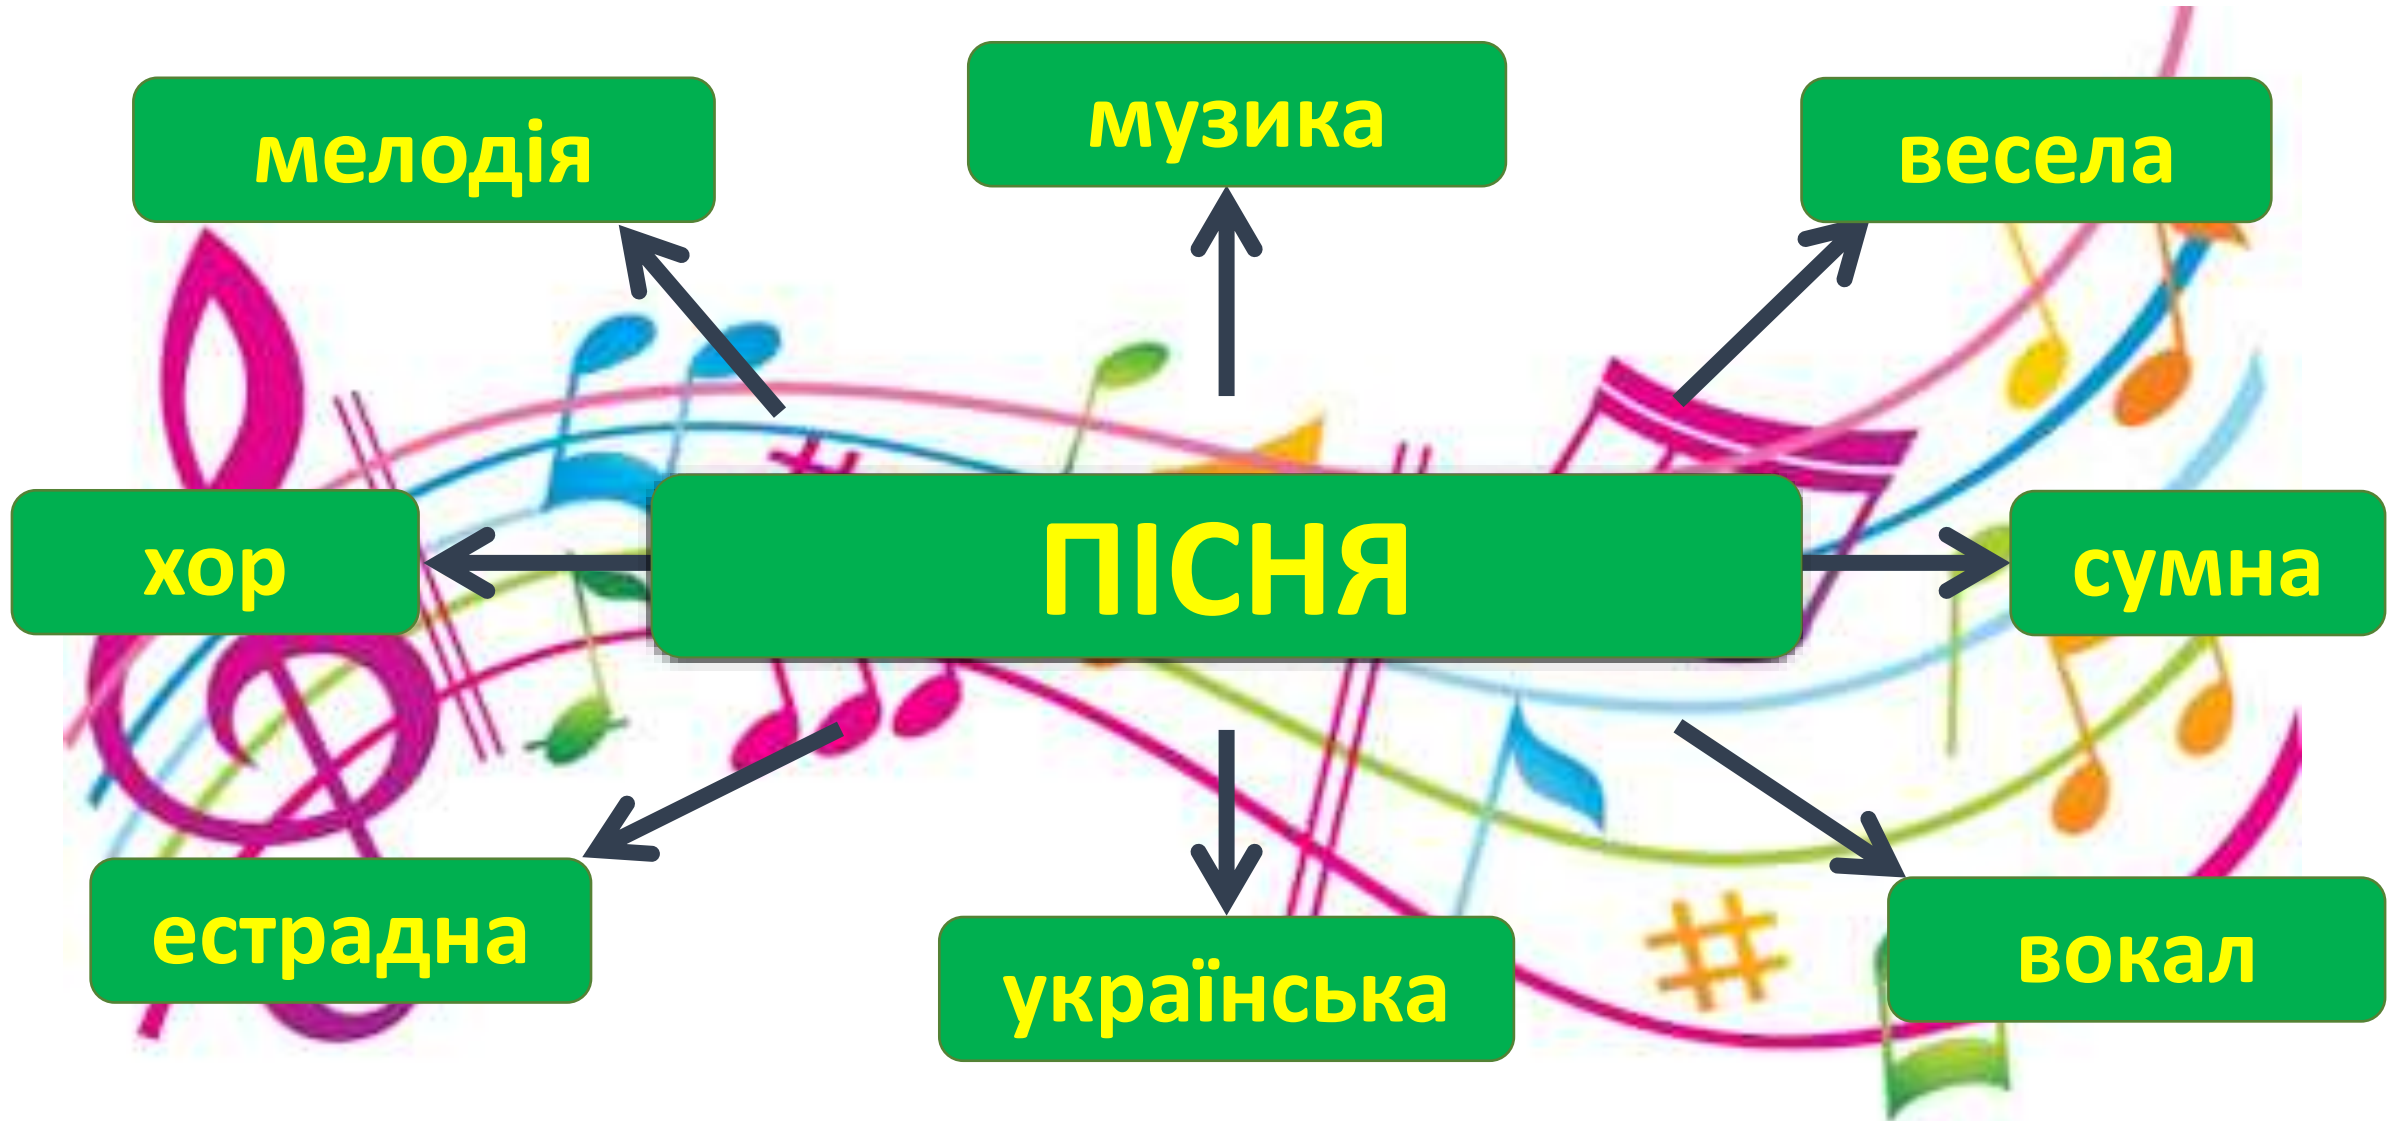 мелодія
музика
весела
хор
ПІСНЯ
сумна
естрадна
українська
вокал